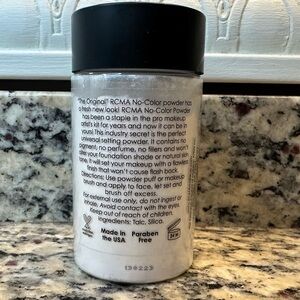 "The Original" RCMA No-Color powder has
a fresh new look! RCMA No-Color Powder
has been a staple in the pro makeup
artist's kit for years and now it can be in
yours! This industry secret is the perfect
universal setting powder. It contains no
pigment, no perfume, no fillers and won't
alter your foundation shade or natural skin
tone. It will set your makeup with a flawless
finish that won't cause flash back.
Directions: Use powder puff or makeup
brush and apply to face, let set and
brush off excess.
For external use only, do not ingest or
inhale. Avoid contact with the eyes.
Keep out of reach of children.
Ingredients: Talc, Silica.
Made in
the USA
Paraben
Free
24 M
130223